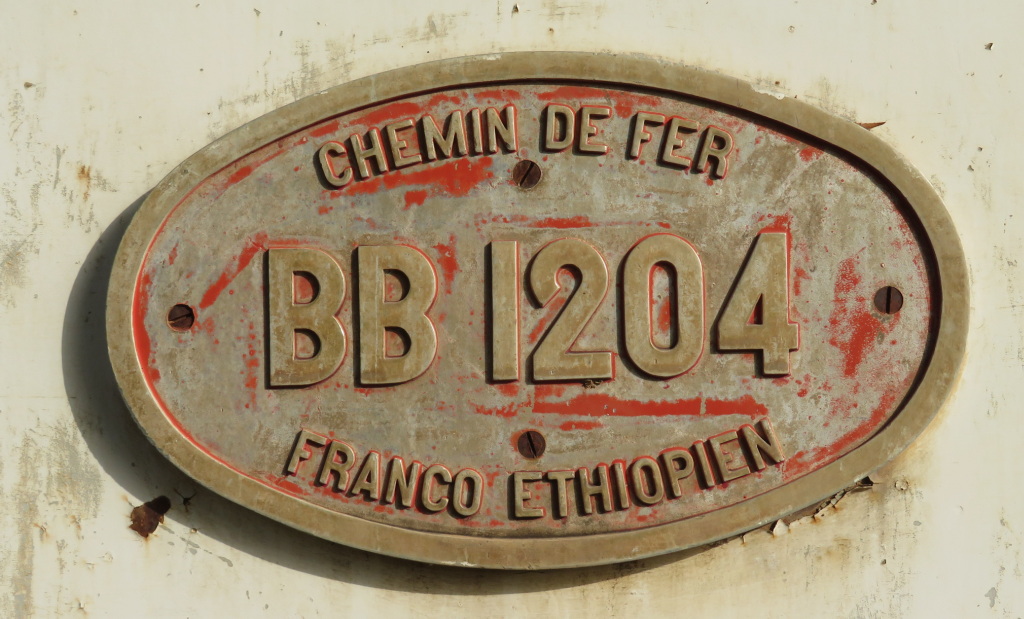 CHEMIN DE FER
BB 1204
FRANCO ETHIOPIEN